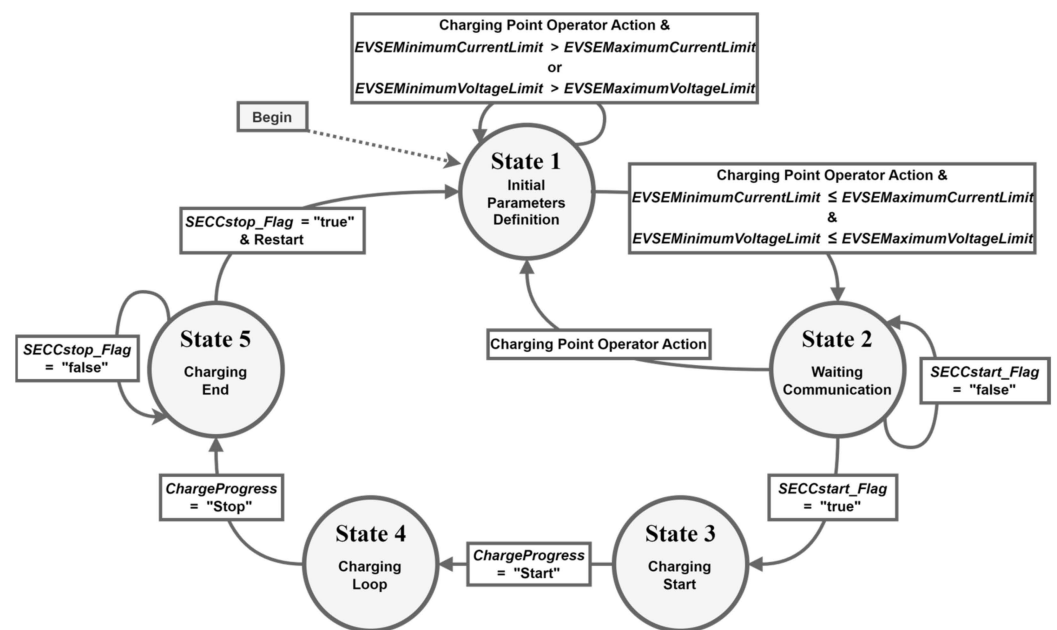 Charging Point Operator Action &
EVSEMinimumCurrentLimit > EVSEMaximumCurrentLimit
or
EVSEMinimumVoltageLimit > EVSEMaximumVoltageLimit
Begin
State 1
Initial
Parameters
Definition
Charging Point Operator Action &
EVSEMinimumCurrentLimit ≤ EVSEMaximumCurrentLimit
&
EVSEMinimumVoltageLimit ≤ EVSEMaximumVoltageLimit
SECCstop_Flag = "true"
& Restart
State 5
Charging
End
SECCstop_Flag
= "false"
Charging Point Operator Action
State 2
Waiting
Communication
SECCstart_Flag
= "false"
ChargeProgress
= "Stop"
SECCstart_Flag
= "true"
State 4
Charging
Loop
ChargeProgress
= "Start"
State 3
Charging
Start